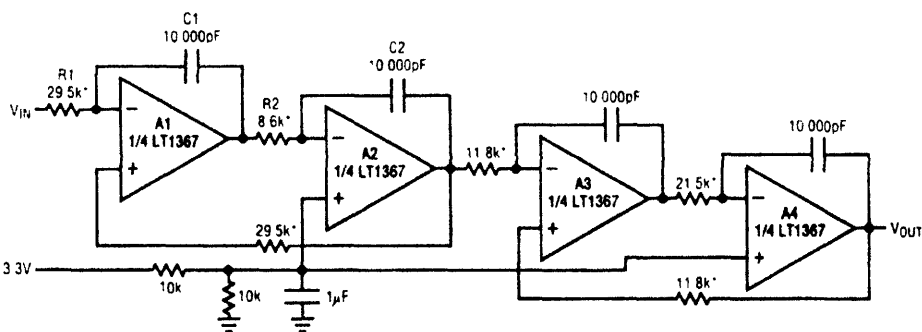 C1
10 000pF
C2
10 000pF
R1
29 5k*
VIN
A1
1/4 LT1367
R2
8 6k*
A2
1/4 LT1367
10 000pF
11 8k*
A3
1/4 LT1367
10 000pF
21 5k*
A4
1/4 LT1367
VOUT
29 5k*
3 3V
10k
10k
1µF
11 8k*